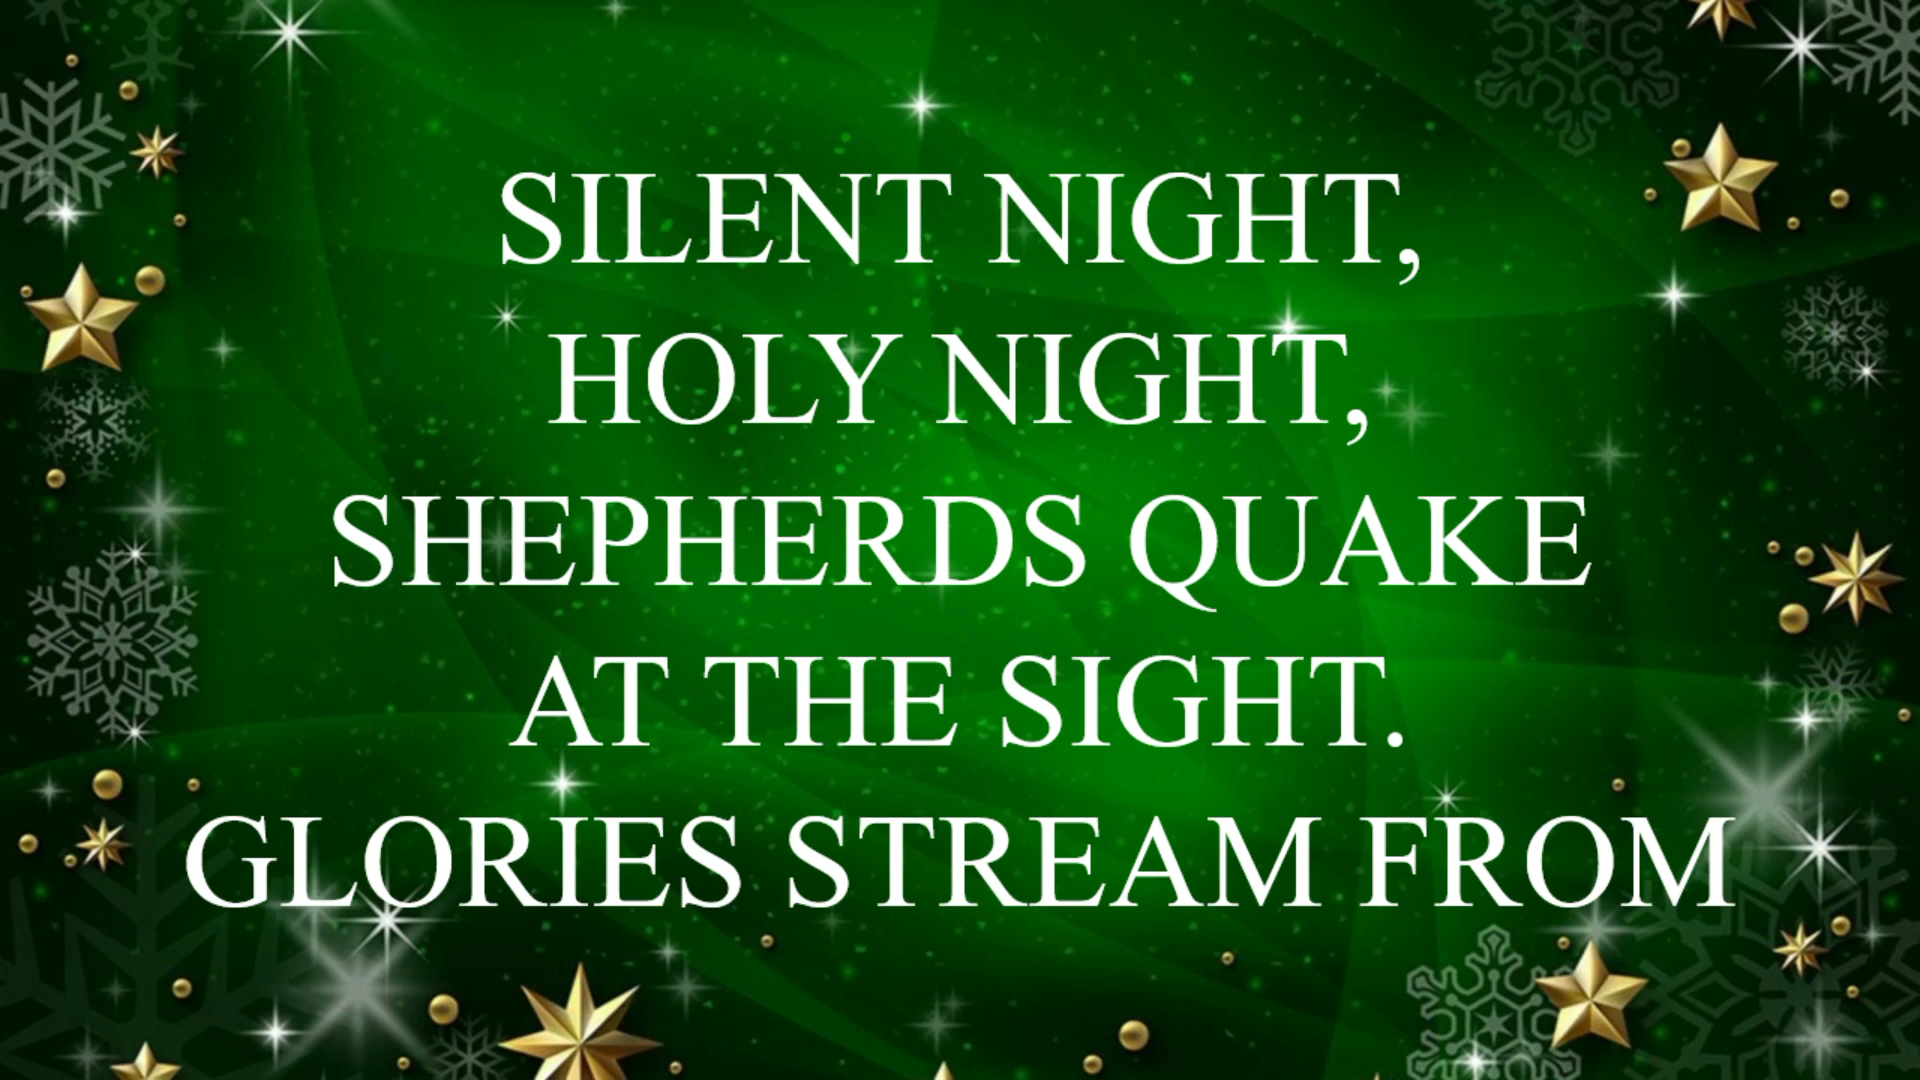 SILENT NIGHT,
HOLY NIGHT,
SHEPHERDS QUAKE
AT THE SIGHT.
GLORIES STREAM FROM